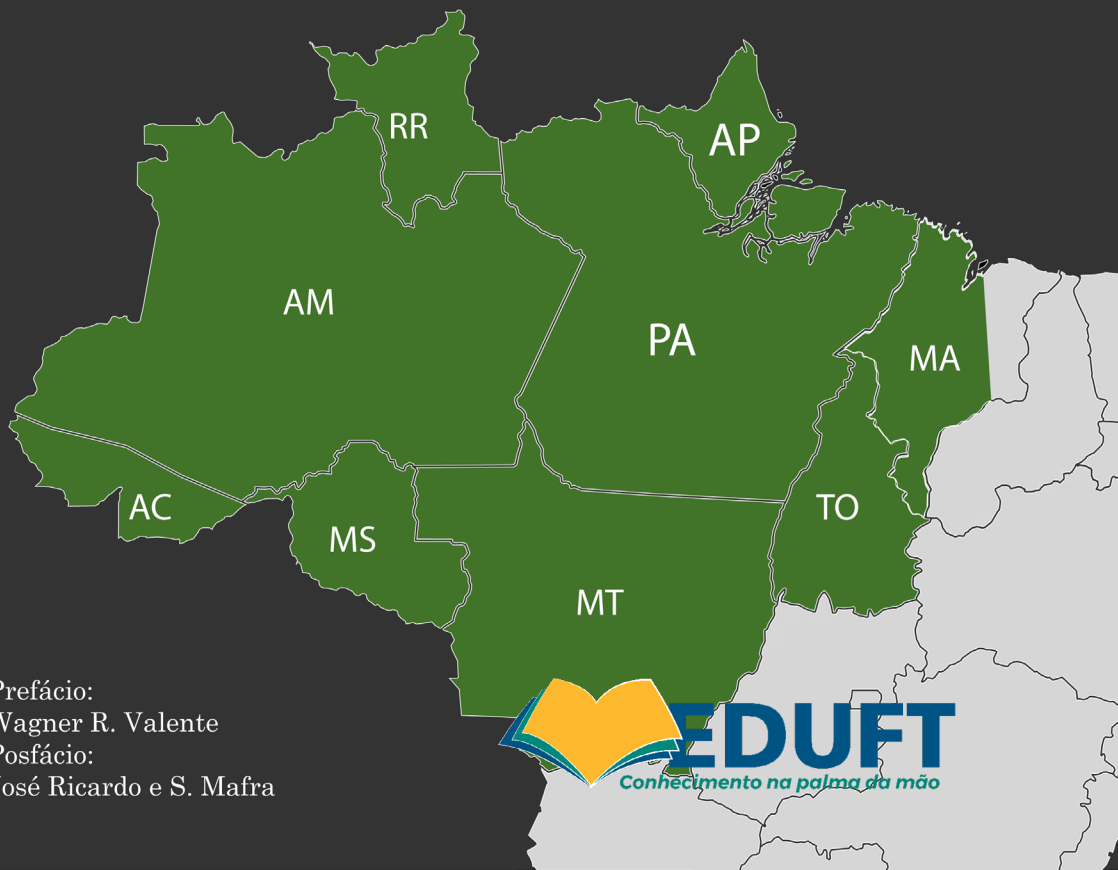 RR
AP
AM
PA
MA
AC
MS
TO
MT
Prefácio:
Wagner R. Valente
Posfácio:
José Ricardo e S. Mafra
EDUFT
Conhecimento na palma da mão